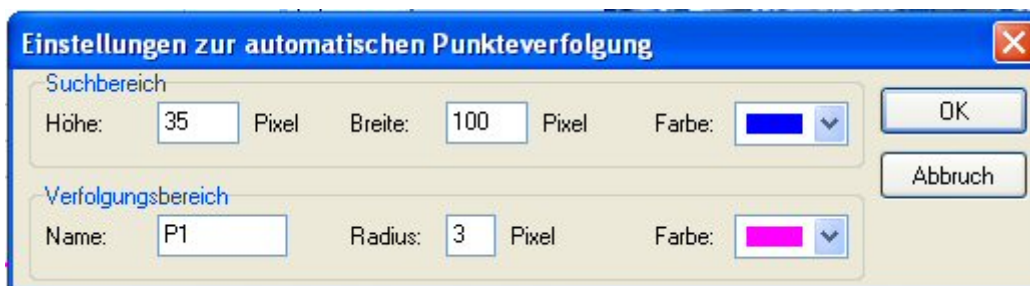 Einstellungen zur automatischen Punkteverfolgung
Suchbereich
Höhe: 35 Pixel Breite: 100 Pixel Farbe:
OK
Abbruch
Verfolgungsbereich
Name: P1 Radius: 3 Pixel Farbe: